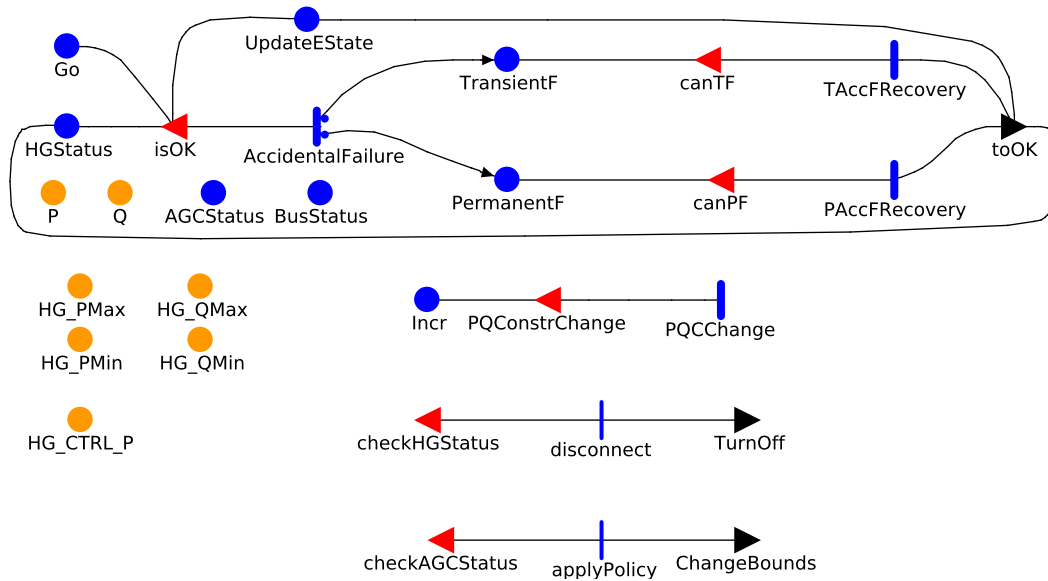 UpdateEState
Go
TransientF
canTF
TAccFRecovery
HGStatus
isOK
AccidentalFailure
toOK
P
Q
AGCStatus
BusStatus
PermanentF
canPF
PAccFRecovery
HG_PMax
HG_QMax
Incr
PQConstrChange
PQCChange
HG_PMin
HG_QMin
HG_CTRL_P
checkHGStatus
disconnect
TurnOff
checkAGCStatus
applyPolicy
ChangeBounds